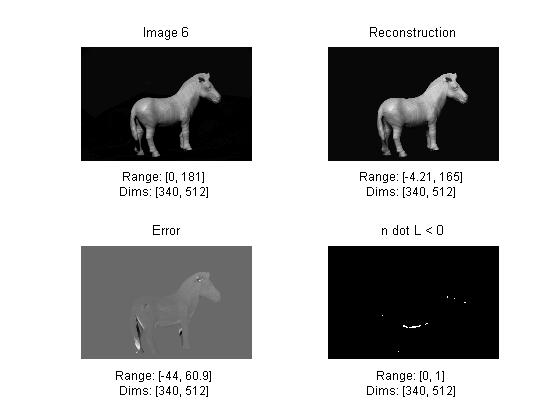 Image 6
Reconstruction
Range: [0, 181]
Dims: [340, 512]
Range: [-4.21, 165]
Dims: [340, 512]
Error
n dot L < 0
Range: [-44, 60.9]
Dims: [340, 512]
Range: [0, 1]
Dims: [340, 512]